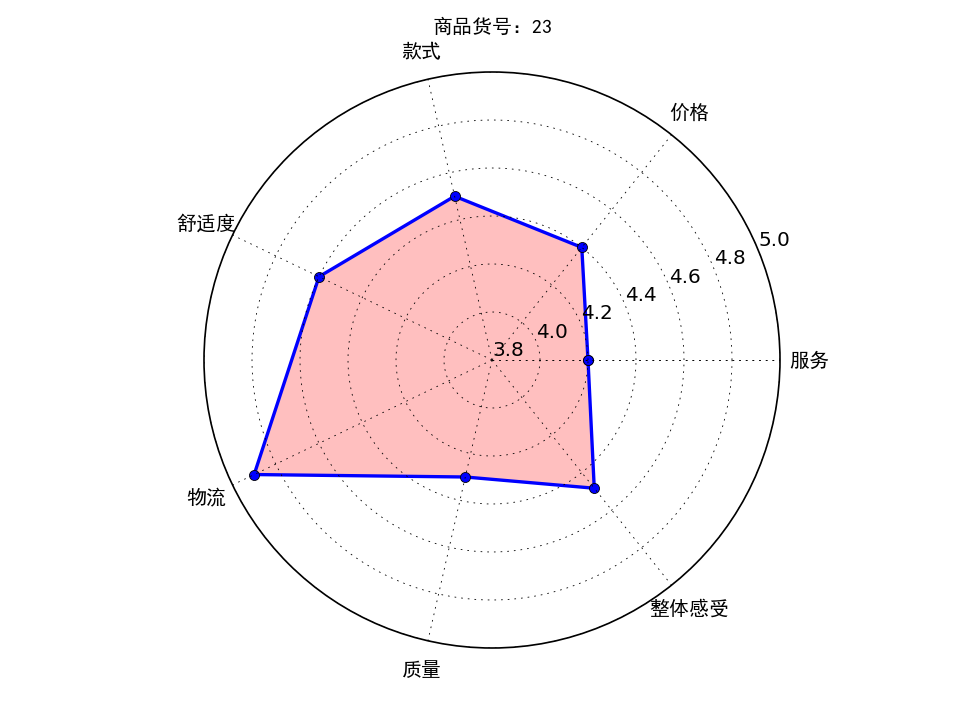 商品货号：23
款式
价格
舒适度
5.0
4.8
4.6
4.4
4.2
4.0
3.8
服务
物流
整体感受
质量